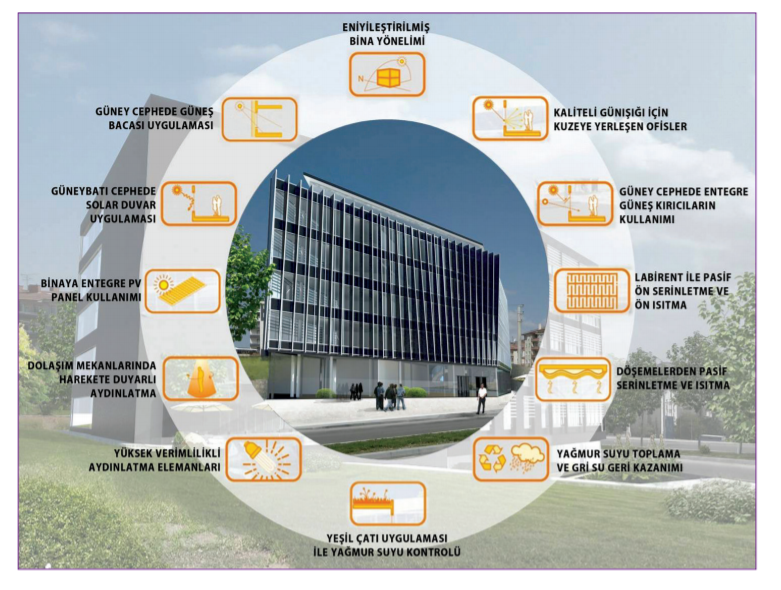 ENİYİLEŞTİRİLMİŞ
BİNA YÖNELİMİ
N
KALİTELİ GÜNIŞIĞI İÇİN
KUZEYE YERLEŞEN OFİSLER
GÜNEY CEPHEDE ENTEGRE
GÜNEŞ KIRICILARIN
KULLANIMI
LABİRENT İLE PASİF
ÖN SERİNLETME VE
ÖN ISITMA
DÖŞEMELERDEN PASİF
SERİNLETME VE ISITMA
YAĞMUR SUYU TOPLAMA
VE GRİ SU GERİ KAZANIMI
YEŞİL ÇATI UYGULAMASI
İLE YAĞMUR SUYU KONTROLÜ
YÜKSEK VERİMLİLİKLİ
AYDINLATMA ELEMANLARI
DOLAŞIM MEKANLARINDA
HAREKETE DUYARLI
AYDINLATMA
BİNAYA ENTEGRE PV
PANEL KULLANIMI
GÜNEYBATI CEPHEDE
SOLAR DUVAR
UYGULAMASI
GÜNEY CEPHEDE GÜNEŞ
BACASI UYGULAMASI